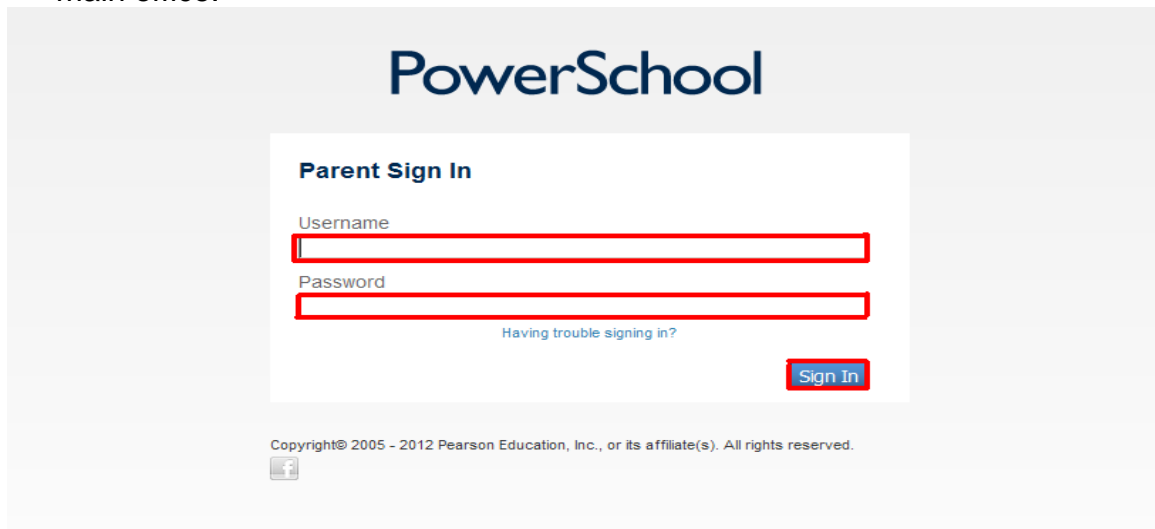 PowerSchool
Parent Sign In
Username
Password
Having trouble signing in?
Sign In
Copyright© 2005 - 2012 Pearson Education, Inc., or its affiliate(s). All rights reserved.